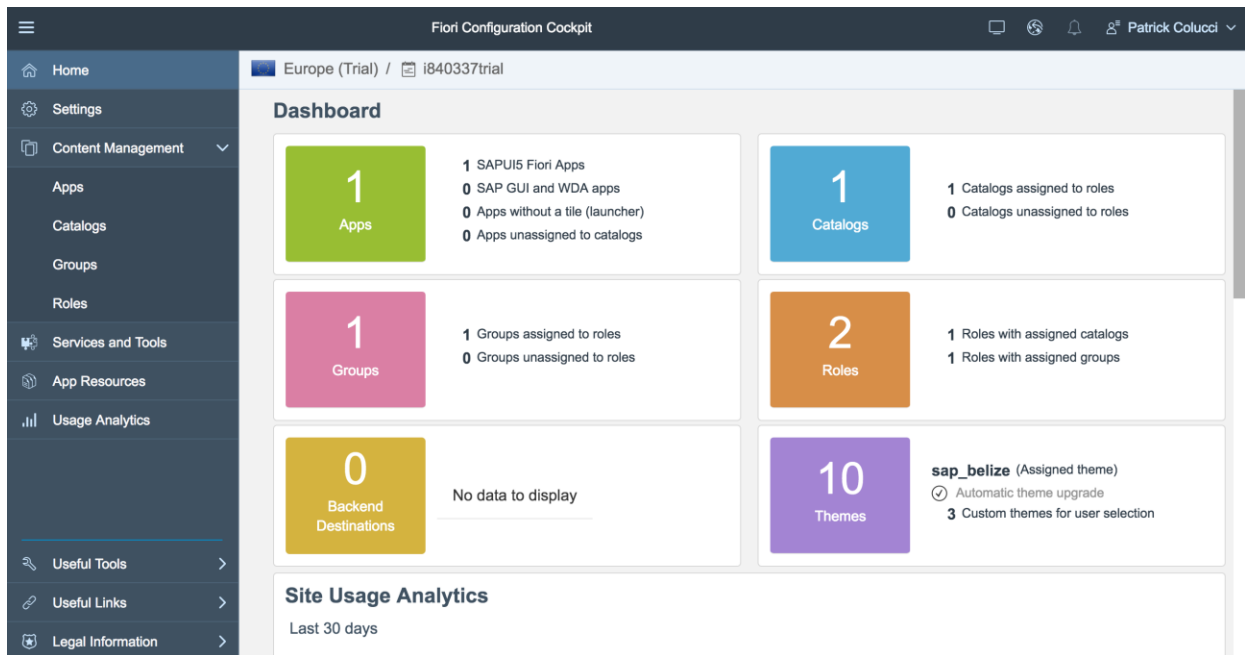 Fiori Configuration Cockpit
Patrick Colucci
Home
Settings
Content Management
Apps
Catalogs
Groups
Roles
Services and Tools
App Resources
Usage Analytics
Useful Tools
Useful Links
Legal Information
Europe (Trial) / i840337trial
Dashboard
1
Apps
1 SAPUI5 Fiori Apps
0 SAP GUI and WDA apps
0 Apps without a tile (launcher)
0 Apps unassigned to catalogs
1
Catalogs
1 Catalogs assigned to roles
0 Catalogs unassigned to roles
1
Groups
1 Groups assigned to roles
0 Groups unassigned to roles
2
Roles
1 Roles with assigned catalogs
1 Roles with assigned groups
0
Backend
Destinations
No data to display
10
Themes
sap_belize (Assigned theme)
Automatic theme upgrade
3 Custom themes for user selection
Site Usage Analytics
Last 30 days